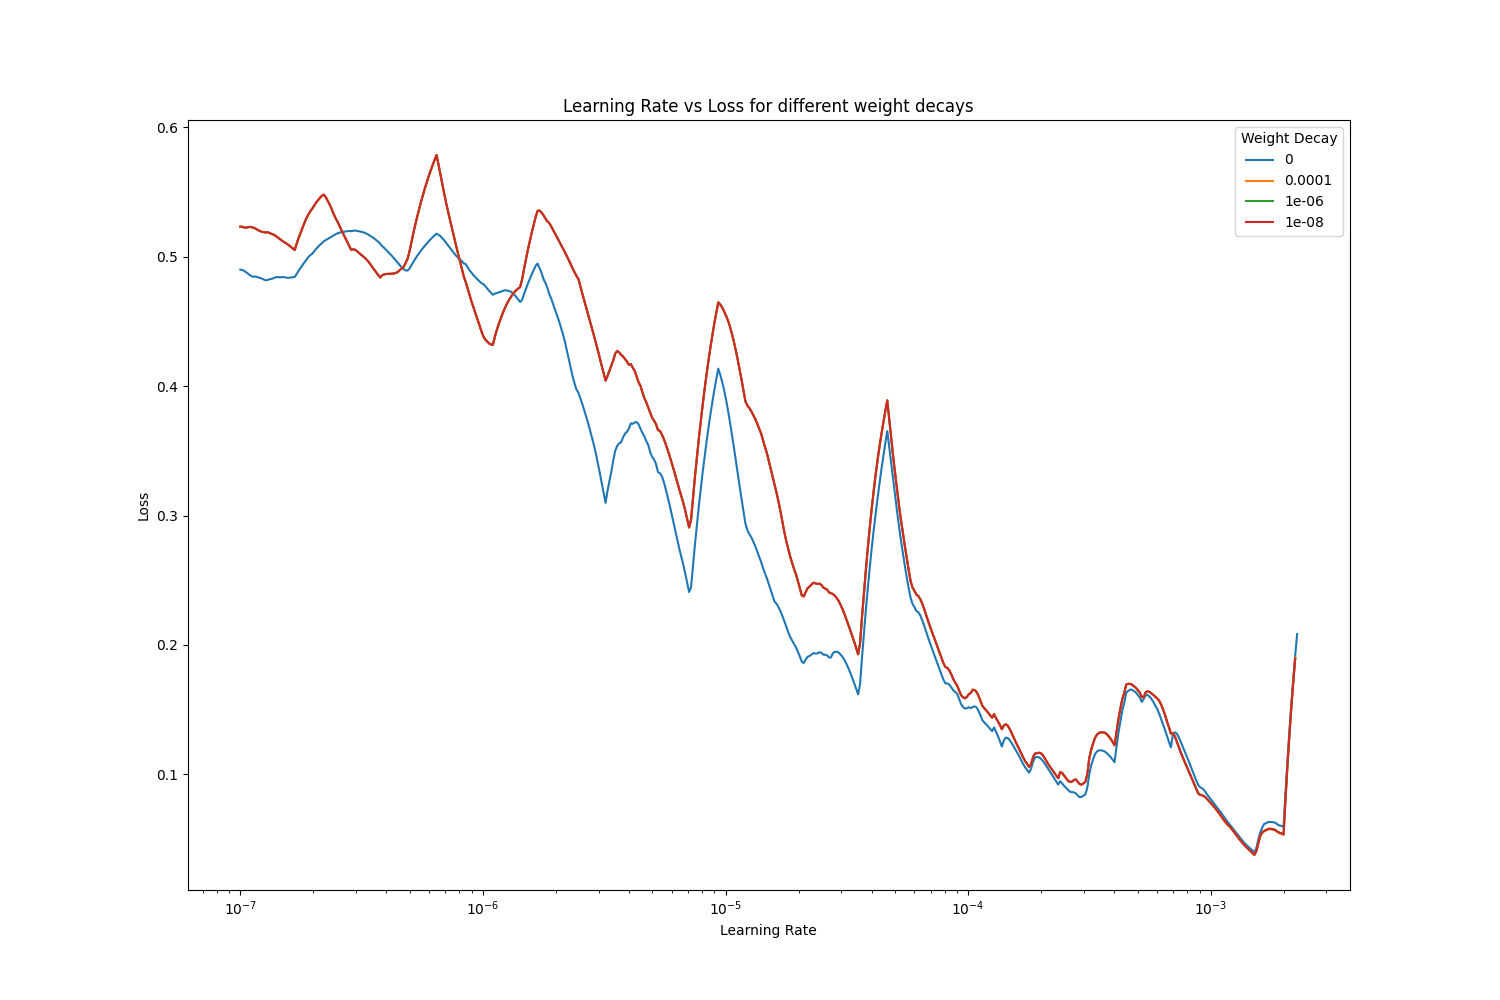 Learning Rate vs Loss for different weight decays
Weight Decay
0
0.0001
1e-06
1e-08
0.6
0.5
0.4
0.3
0.2
0.1
Loss
10⁻⁷
10⁻⁶
10⁻⁵
10⁻⁴
10⁻³
Learning Rate